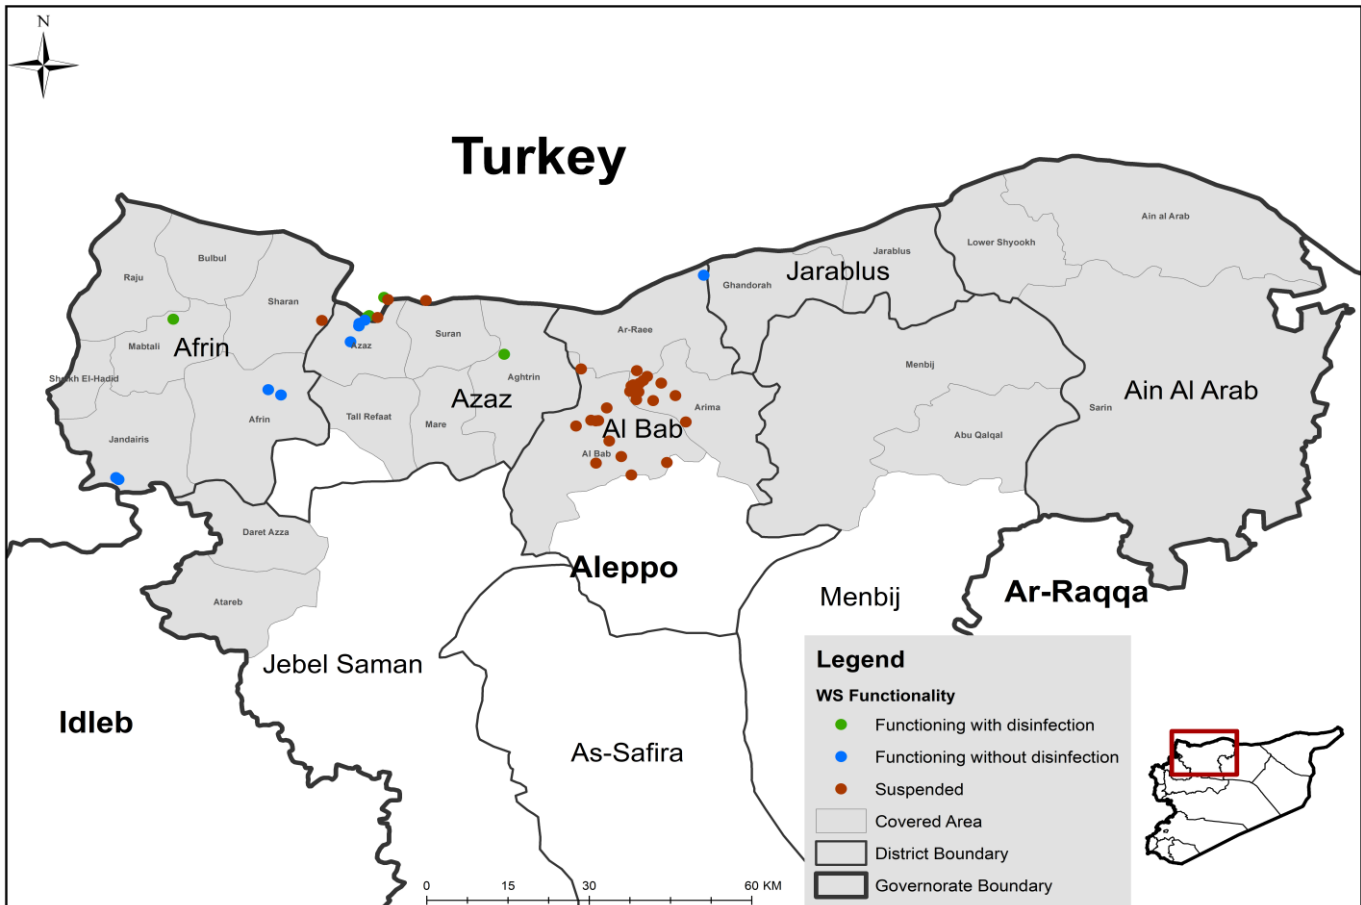 N
Turkey
Ain al Arab
Lower Shyookh
Jarablus
Bulbul
Raju
Ghandorah
Jarablus
Sharan
Ar-Raee
Suran
Azaz
Mabtali
Afrin
Menbij
Sheikh El-Hadid
Aghtrin
Azaz
Ain Al Arab
Arima
Sarin
Afrin
Tall Refaat
Mare
Al Bab
Abu Qalqal
Jandairis
Al Bab
Daret Azza
Aleppo
Ar-Raqqa
Menbij
Atareb
Jebel Saman
Idleb
As-Safira
Legend
WS Functionality
Functioning with disinfection
Functioning without disinfection
Suspended
Covered Area
District Boundary
Governorate Boundary
0 15 30 60 KM